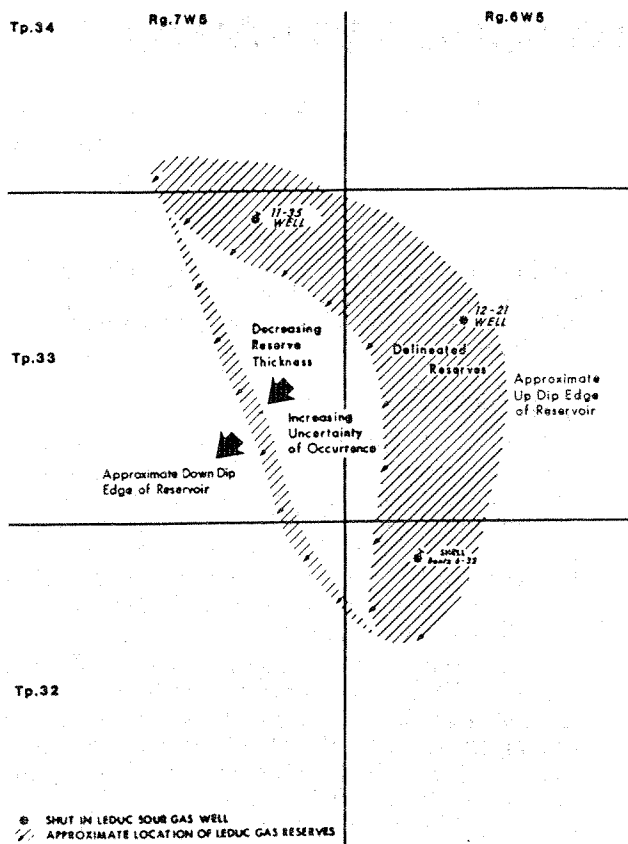 Tp.34
Rg.7W5
Rg.6W5
11-35
WELL
12-21
WELL
Tp.33
Decreasing
Reserve
Thickness
Delineated
Reserves
Approximate
Up Dip Edge
of Reservoir
Increasing
Uncertainty
of Occurrence
Approximate Down Dip
Edge of Reservoir
SHELL
6-32
Tp.32
SHUT IN LEDUC SOUR GAS WELL
APPROXIMATE LOCATION OF LEDUC GAS RESERVES